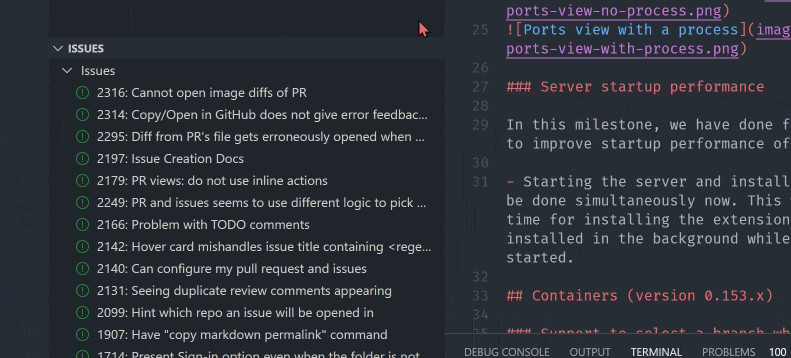 ISSUES
Issues
2316: Cannot open image diffs of PR
2314: Copy/Open in GitHub does not give error feedbac...
2295: Diff from PR's file gets erroneously opened when ...
2197: Issue Creation Docs
2179: PR views: do not use inline actions
2249: PR and issues seems to use different logic to pick ...
2166: Problem with TODO comments
2142: Hover card mishandles issue title containing <rege...
2140: Can configure my pull request and issues
2131: Seeing duplicate review comments appearing
2099: Hint which repo an issue will be opened in
1907: Have "copy markdown permalink" command
1714: Present Sign-in option even when the folder is not
ports-view-no-process.png)
25 ![Ports view with a process](imag
ports-view-with-process.png)
26
27 ### Server startup performance
28
29 In this milestone, we have done f
to improve startup performance of
30
31 - Starting the server and install
be done simultaneously now. This
time for installing the extension
installed in the background while
started.
32
33 ## Containers (version 0.153.x)
34
35 ### Support to select a branch wh
DEBUG CONSOLE OUTPUT TERMINAL PROBLEMS 100